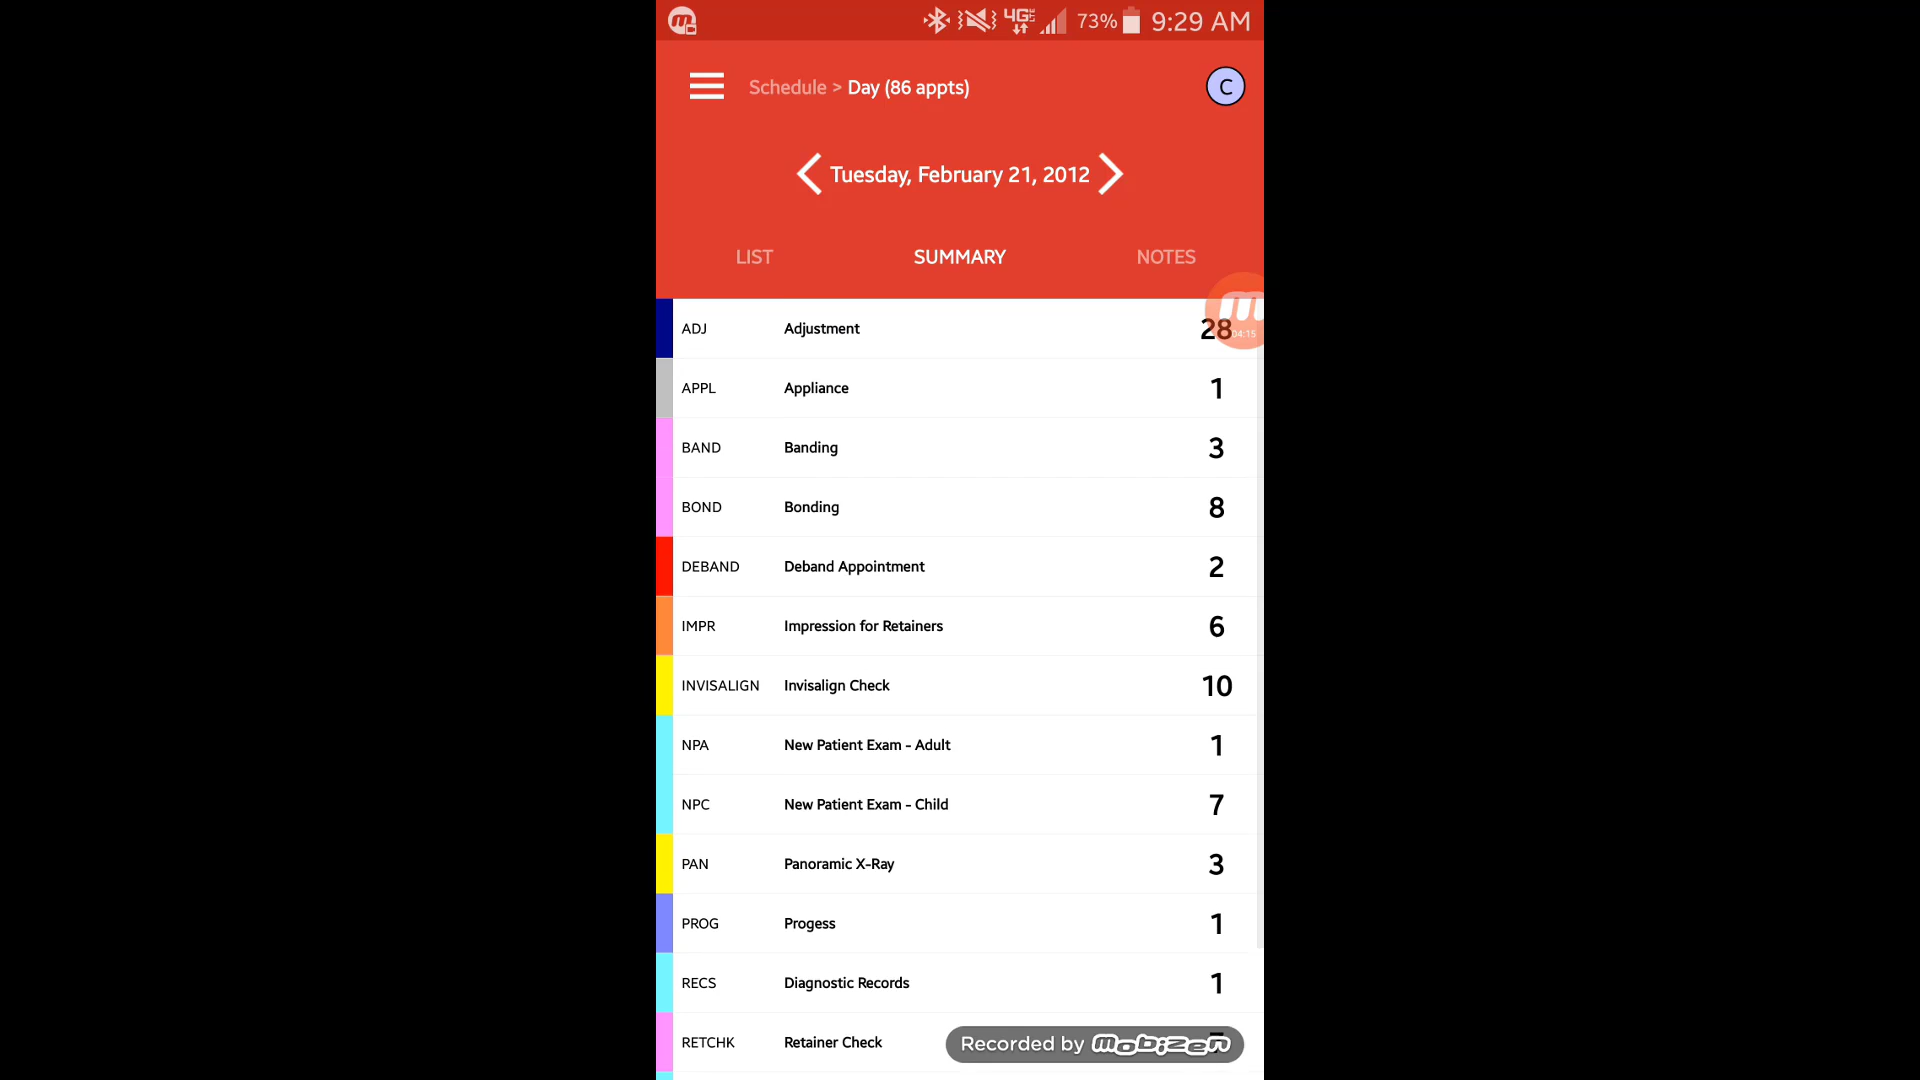 4G LTE 73% 9:29 AM
Schedule > Day (86 appts)
C
Tuesday, February 21, 2012
LIST SUMMARY NOTES
04:15
ADJ Adjustment 28
APPL Appliance 1
BAND Banding 3
BOND Bonding 8
DEBAND Deband Appointment 2
IMPR Impression for Retainers 6
INVISALIGN Invisalign Check 10
NPA New Patient Exam - Adult 1
NPC New Patient Exam - Child 7
PAN Panoramic X-Ray 3
PROG Progess 1
RECS Diagnostic Records 1
RETCHK Retainer Check
Recorded by mobizen